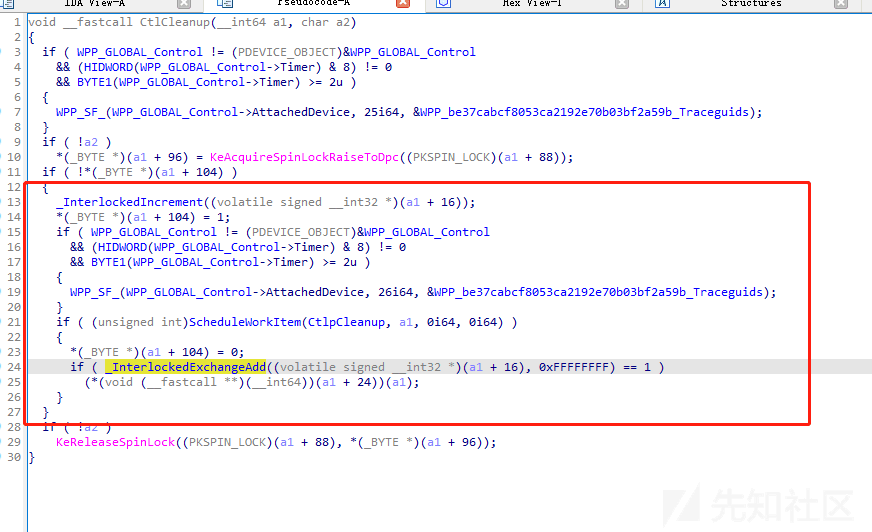 IDA View-A Pseudocode-A Hex View-1 Structures
1 void __fastcall CtlCleanup(__int64 a1, char a2)
2 {
3 if ( WPP_GLOBAL_Control != (PDEVICE_OBJECT)&WPP_GLOBAL_Control
4 && (HIDWORD(WPP_GLOBAL_Control->Timer) & 8) != 0
5 && BYTE1(WPP_GLOBAL_Control->Timer) >= 2u )
6 {
7 WPP_SF_(WPP_GLOBAL_Control->AttachedDevice, 25i64, &WPP_be37cabcf8053ca2192e70b03bf2a59b_Traceguids);
8 }
9 if ( !a2 )
10 *(_BYTE *)(a1 + 96) = KeAcquireSpinLockRaiseToDpc((PKSPIN_LOCK)(a1 + 88));
11 if ( !*(_BYTE *)(a1 + 104) )
12 {
13 _InterlockedIncrement((volatile signed __int32 *)(a1 + 16));
14 *(_BYTE *)(a1 + 104) = 1;
15 if ( WPP_GLOBAL_Control != (PDEVICE_OBJECT)&WPP_GLOBAL_Control
16 && (HIDWORD(WPP_GLOBAL_Control->Timer) & 8) != 0
17 && BYTE1(WPP_GLOBAL_Control->Timer) >= 2u )
18 {
19 WPP_SF_(WPP_GLOBAL_Control->AttachedDevice, 26i64, &WPP_be37cabcf8053ca2192e70b03bf2a59b_Traceguids);
20 }
21 if ( (unsigned int)ScheduleWorkItem(CtlpCleanup, a1, 0i64, 0i64) )
22 {
23 *(_BYTE *)(a1 + 104) = 0;
24 if ( _InterlockedExchangeAdd((volatile signed __int32 *)(a1 + 16), 0xFFFFFFFF) == 1 )
25 (*(void (__fastcall **)(__int64))(a1 + 24))(a1);
26 }
27 }
28 if ( !a2 )
29 KeReleaseSpinLock((PKSPIN_LOCK)(a1 + 88), *(_BYTE *)(a1 + 96));
30 }
先知社区